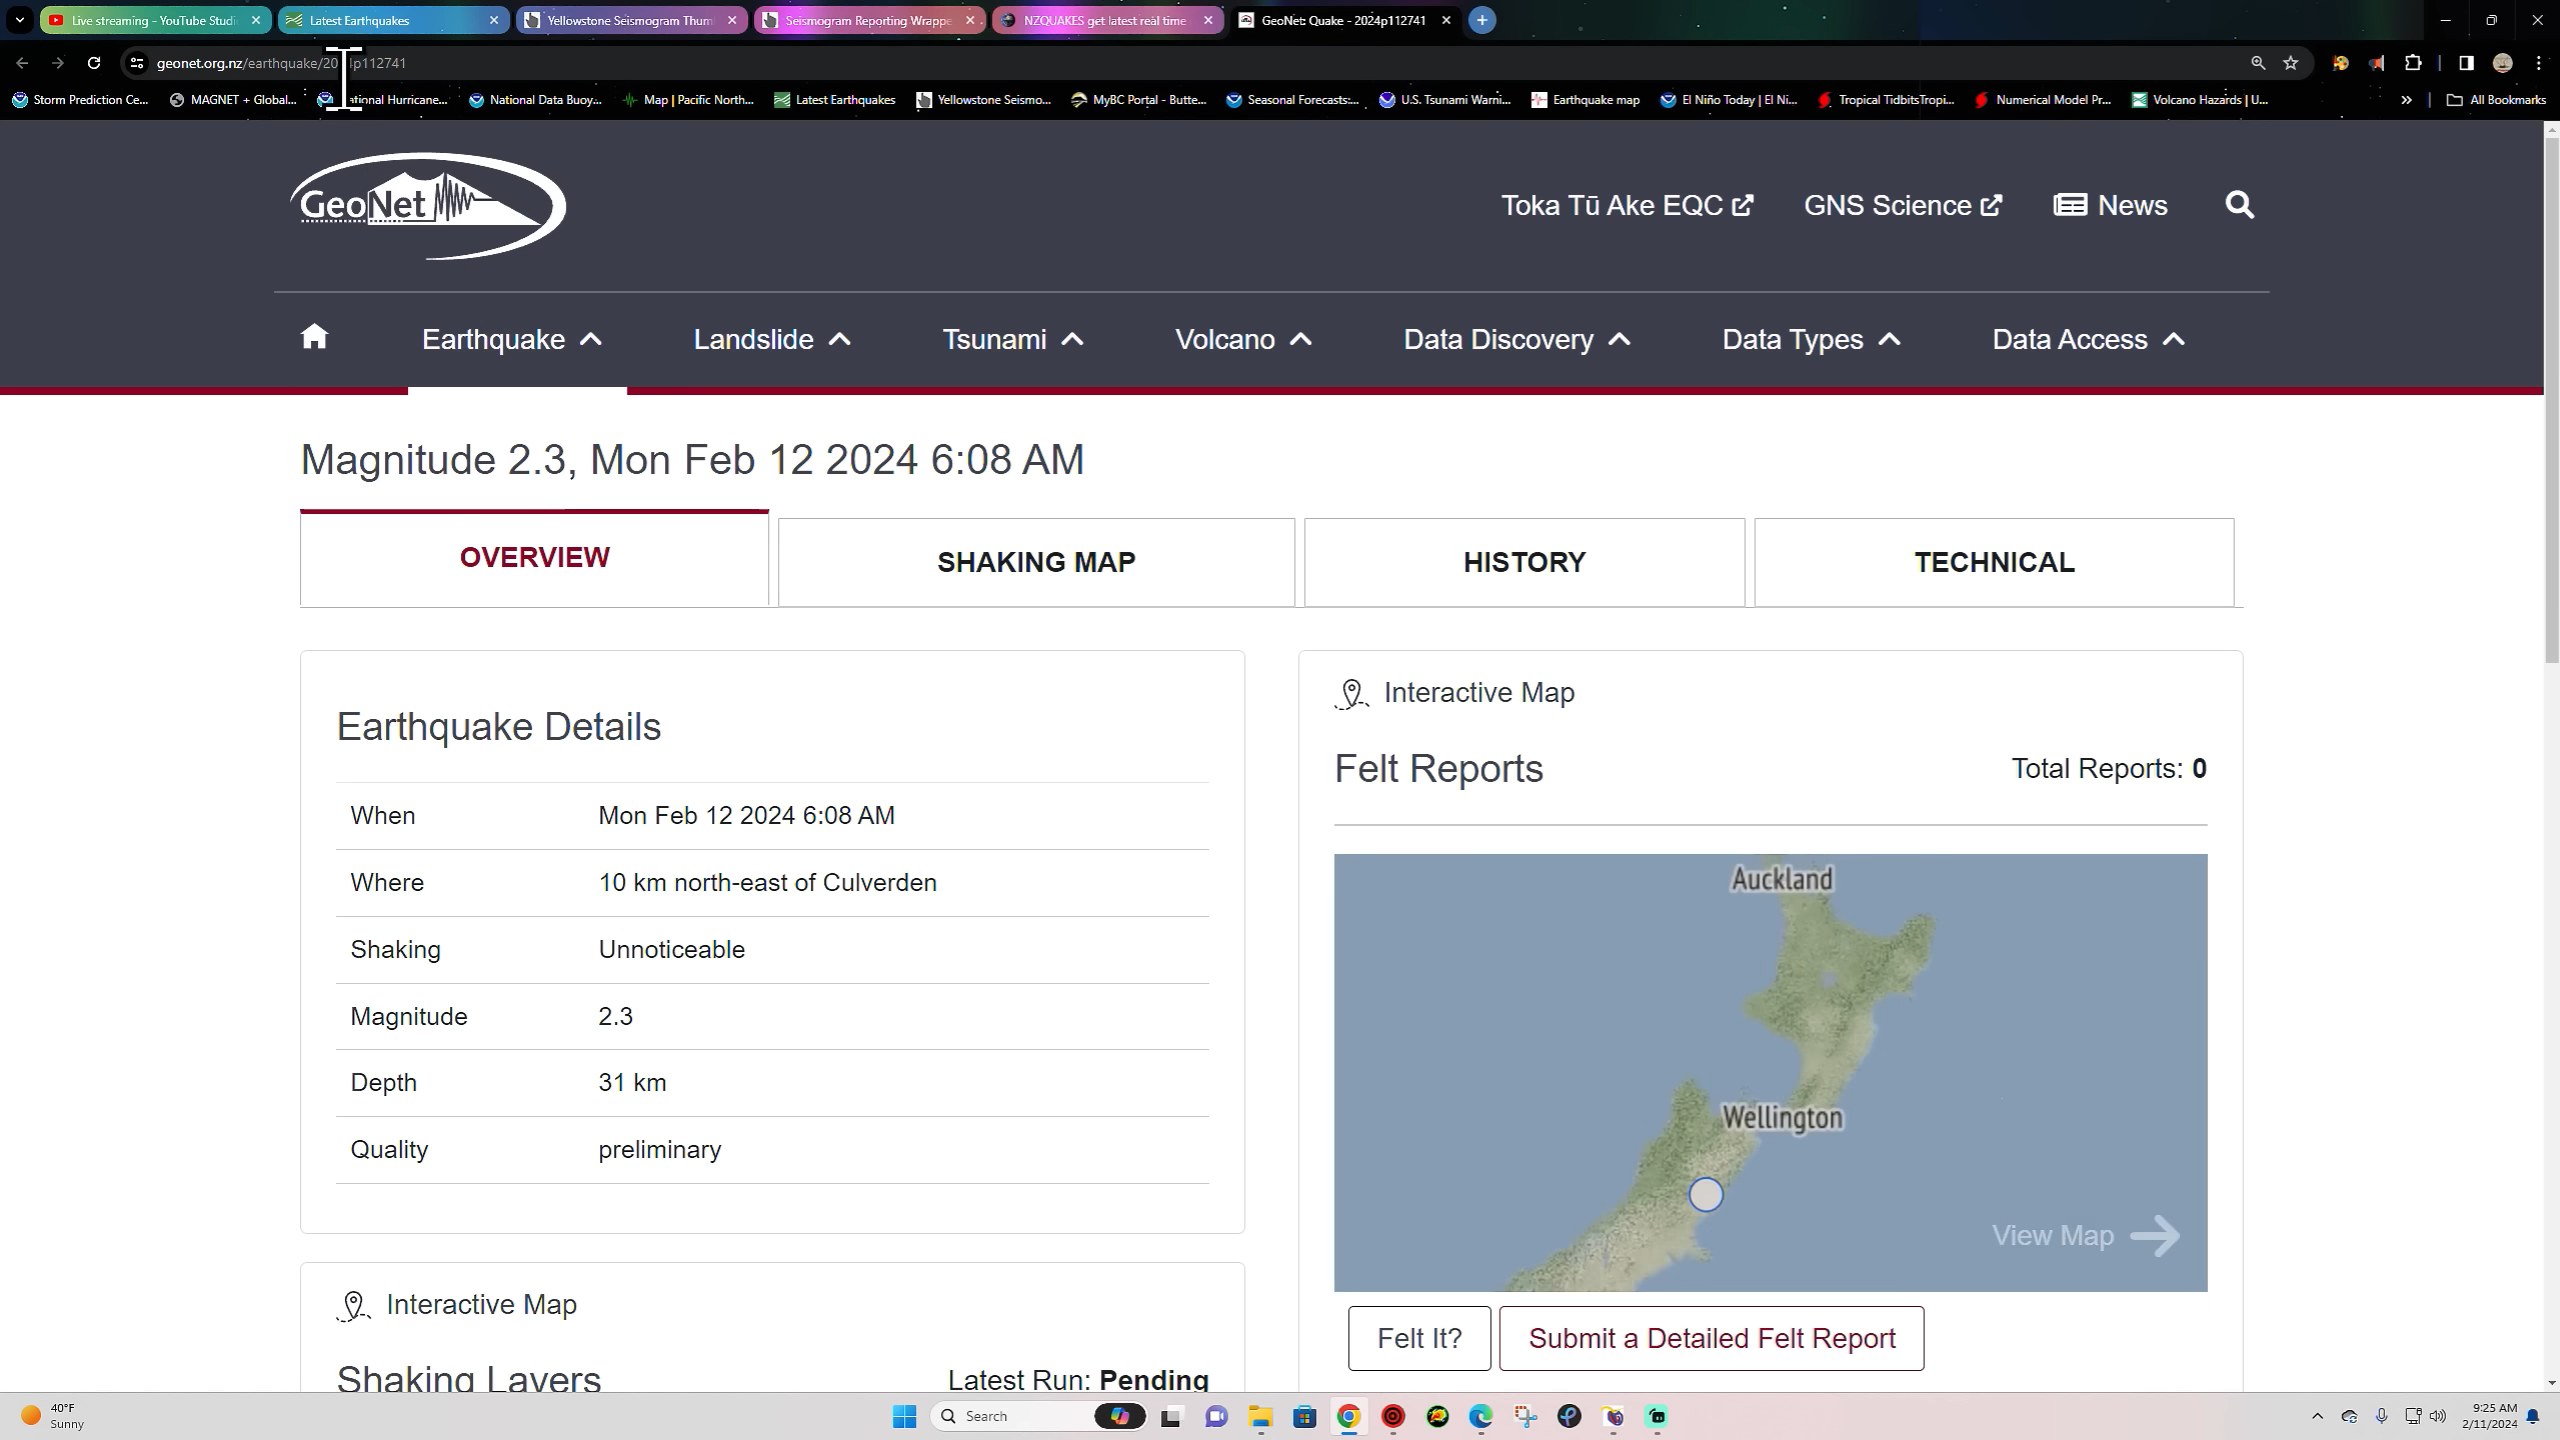 Live streaming - YouTube Studi
Latest Earthquakes
Yellowstone Seismogram Thum
Seismogram Reporting Wrappe
NZQUAKES get latest real time
GeoNet: Quake - 2024p112741
geonet.org.nz/earthquake/20 p112741
Storm Prediction Ce...
MAGNET + Global...
ational Hurricane...
National Data Buoy...
Map | Pacific North...
Latest Earthquakes
Yellowstone Seismo...
MyBC Portal - Butte...
Seasonal Forecasts:...
U.S. Tsunami Warni...
Earthquake map
El Niño Today | El Ni...
Tropical TidbitsTropi...
Numerical Model Pr...
Volcano Hazards | U...
All Bookmarks
GeoNet
Toka Tū Ake EQC
GNS Science
News
Earthquake
Landslide
Tsunami
Volcano
Data Discovery
Data Types
Data Access
Magnitude 2.3, Mon Feb 12 2024 6:08 AM
OVERVIEW
SHAKING MAP
HISTORY
TECHNICAL
Earthquake Details
When Mon Feb 12 2024 6:08 AM
Where 10 km north-east of Culverden
Shaking Unnoticeable
Magnitude 2.3
Depth 31 km
Quality preliminary
Interactive Map
Shaking Layers
Latest Run: Pending
Interactive Map
Felt Reports
Total Reports: 0
Auckland
Wellington
View Map
Felt It?
Submit a Detailed Felt Report
40°F
Sunny
Search
9:25 AM
2/11/2024